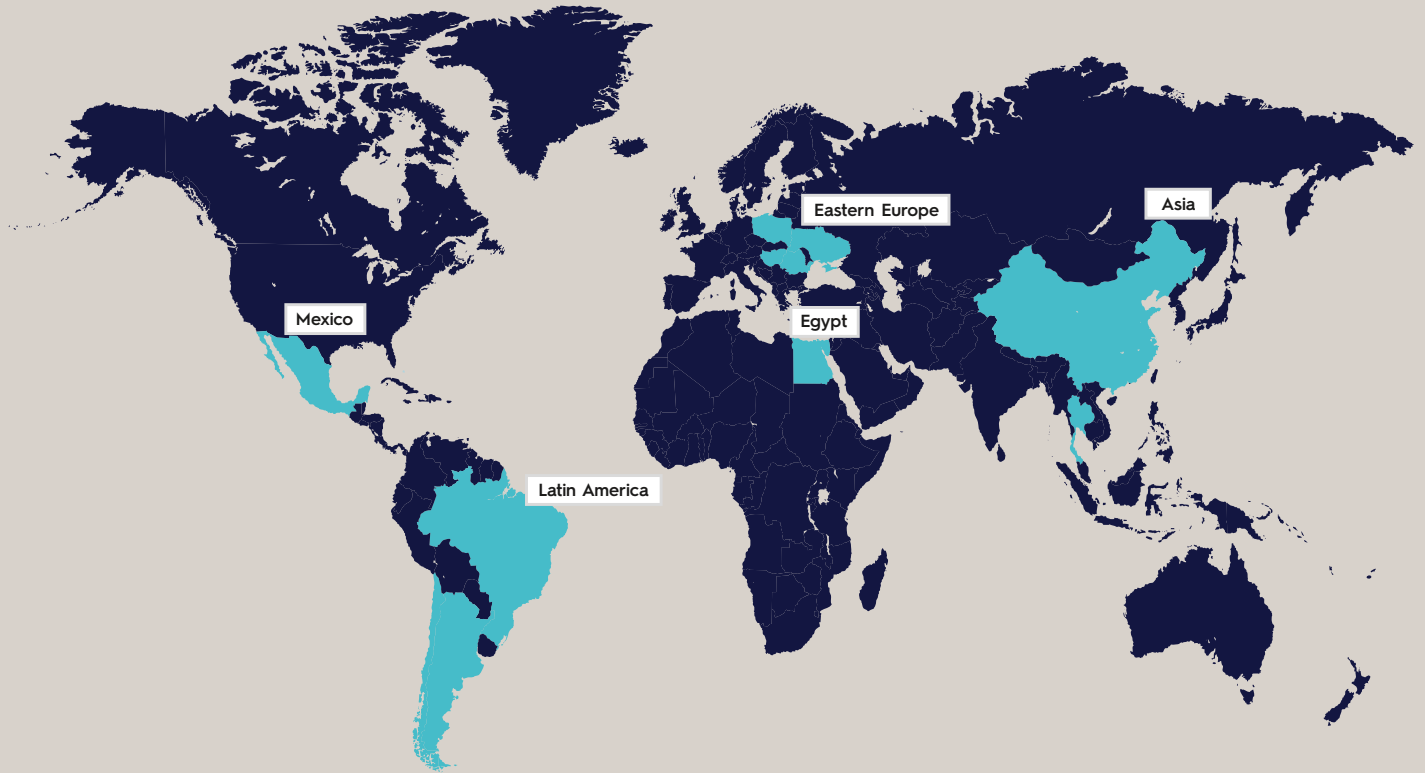 Eastern Europe
Asia
Mexico
Egypt
Latin America